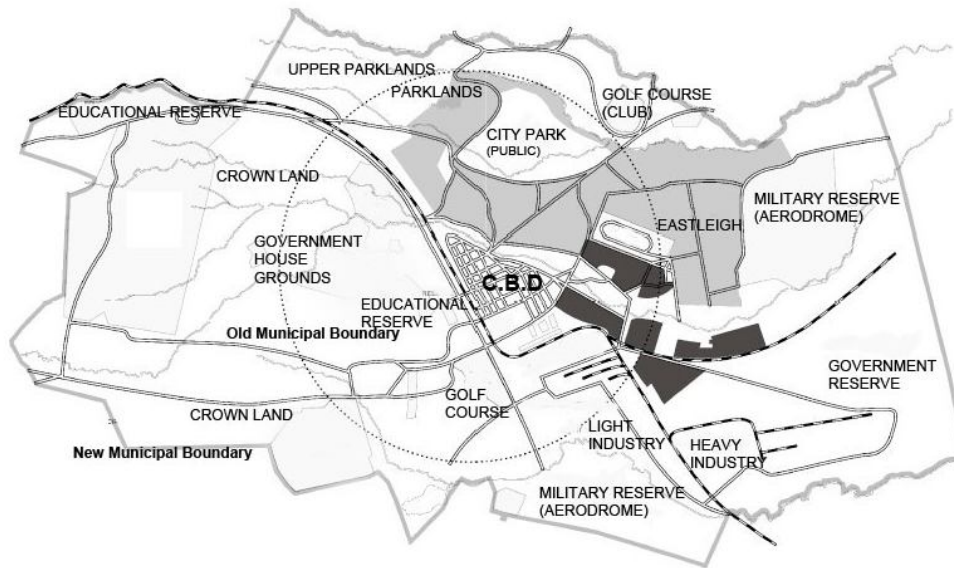 UPPER PARKLANDS
PARKLANDS
GOLF COURSE
(CLUB)
EDUCATIONAL RESERVE
CITY PARK
(PUBLIC)
CROWN LAND
MILITARY RESERVE
(AERODROME)
EASTLEIGH
GOVERNMENT
HOUSE
GROUNDS
C.B.D
EDUCATIONAL
RESERVE
Old Municipal Boundary
GOVERNMENT
RESERVE
GOLF
COURSE
CROWN LAND
LIGHT
INDUSTRY
HEAVY
INDUSTRY
New Municipal Boundary
MILITARY RESERVE
(AERODROME)